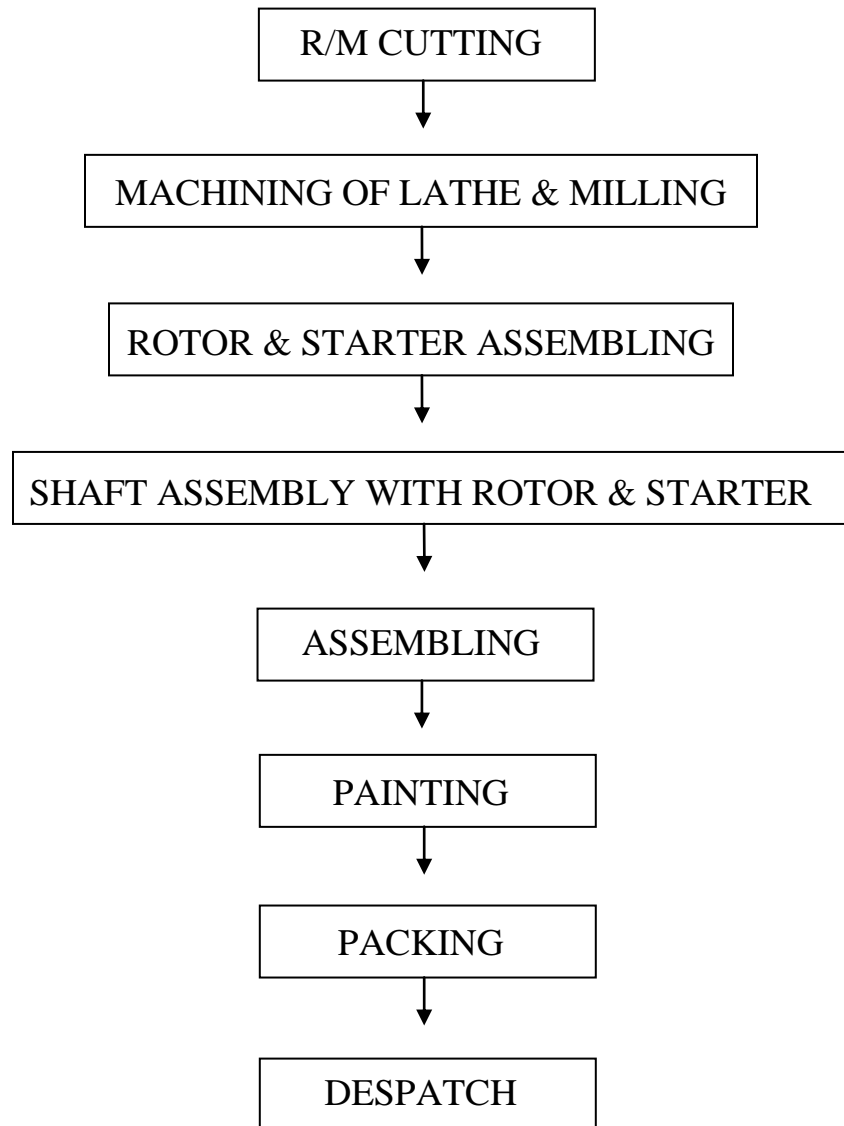 R/M CUTTING
MACHINING OF LATHE & MILLING
ROTOR & STARTER ASSEMBLING
SHAFT ASSEMBLY WITH ROTOR & STARTER
ASSEMBLING
PAINTING
PACKING
DESPATCH